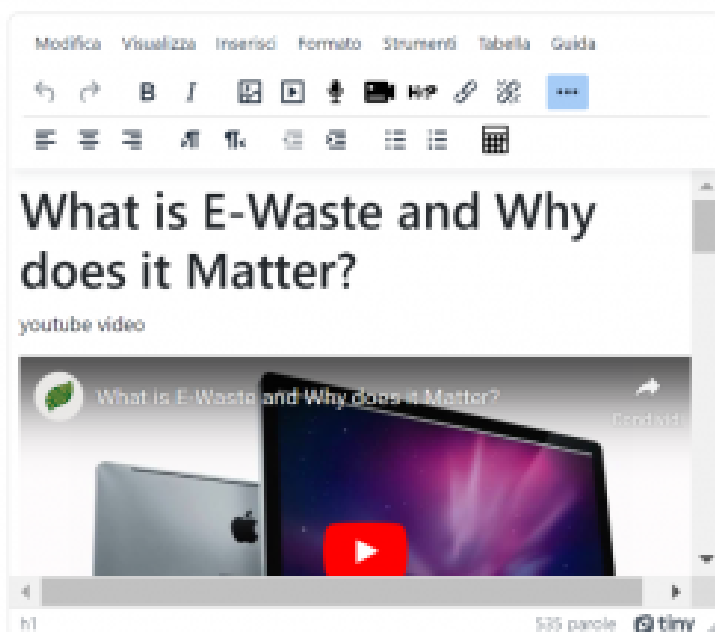 Modifica Visualizza Inserisci Formato Strumenti Tabella Guida
B I H-P
What is E-Waste and Why
does it Matter?
youtube video
What is E-Waste and Why does it Matter?
Condividi
h1 535 parole tiny